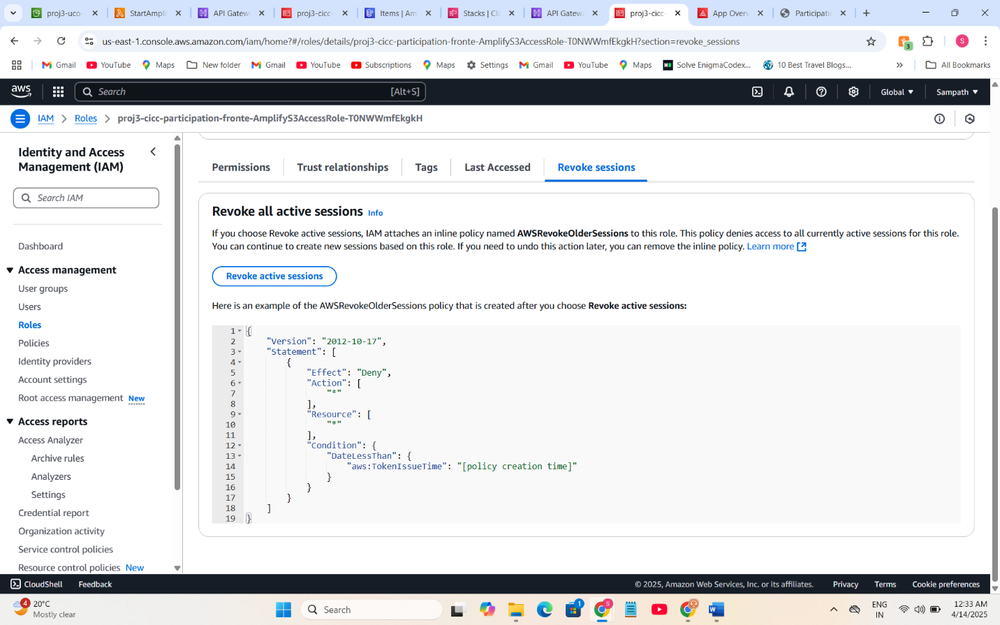 proj3-uco-
StartAmpli
API Gatew
proj3-cicc-
Items | Am
Stacks | Cl
API Gatew
proj3-cicc-
App Over
Participati
us-east-1.console.aws.amazon.com/iam/home?#/roles/details/proj3-cicc-participation-fronte-AmplifyS3AccessRole-T0NWWmfEkgkH?section=revoke_sessions
3
S
Gmail
YouTube
Maps
New folder
Gmail
YouTube
Subscriptions
Maps
Settings
Gmail
YouTube
Maps
Solve EnigmaCodex...
10 Best Travel Blogs...
All Bookmarks
aws
Search
[Alt+S]
Global
Sampath
IAM
Roles
proj3-cicc-participation-fronte-AmplifyS3AccessRole-T0NWWmfEkgkH
Identity and Access
Management (IAM)
Search IAM
Dashboard
Access management
User groups
Users
Roles
Policies
Identity providers
Account settings
Root access management New
Access reports
Access Analyzer
Archive rules
Analyzers
Settings
Credential report
Organization activity
Service control policies
Resource control policies New
Permissions
Trust relationships
Tags
Last Accessed
Revoke sessions
Revoke all active sessions Info
If you choose Revoke active sessions, IAM attaches an inline policy named AWSRevokeOlderSessions to this role. This policy denies access to all currently active sessions for this role.
You can continue to create new sessions based on this role. If you need to undo this action later, you can remove the inline policy. Learn more
Revoke active sessions
Here is an example of the AWSRevokeOlderSessions policy that is created after you choose Revoke active sessions:
1 {
2 "Version": "2012-10-17",
3 "Statement": [
4 {
5 "Effect": "Deny",
6 "Action": [
7 "*"
8 ],
9 "Resource": [
10 "*"
11 ],
12 "Condition": {
13 "DateLessThan": {
14 "aws:TokenIssueTime": "[policy creation time]"
15 }
16 }
17 }
18 ]
19 }
CloudShell
Feedback
© 2025, Amazon Web Services, Inc. or its affiliates.
Privacy
Terms
Cookie preferences
4
20°C
Mostly clear
Search
1
S
ENG
IN
12:33 AM
4/14/2025